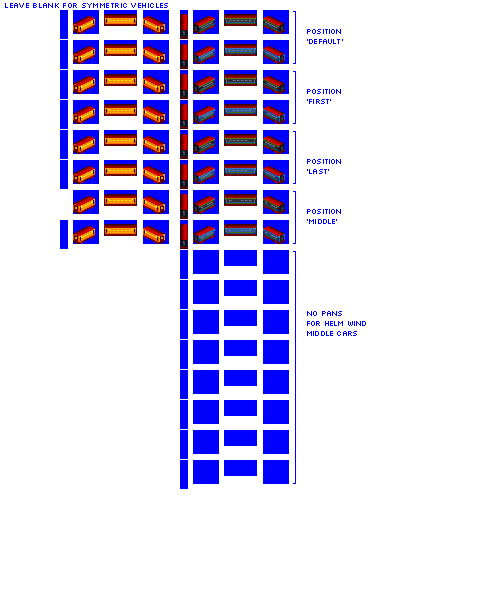 LEAVE BLANK FOR SYMMETRIC VEHICLES
POSITION
'DEFAULT'
POSITION
'FIRST'
POSITION
'LAST'
POSITION
'MIDDLE'
NO PANS
FOR HELM WIND
MIDDLE CARS